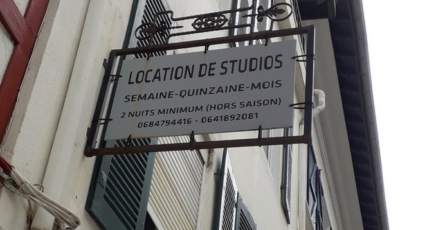 LOCATION DE STUDIOS
SEMAINE-QUINZAINE-MOIS
2 NUITS MINIMUM (HORS SAISON)
0684794416 - 0641892081